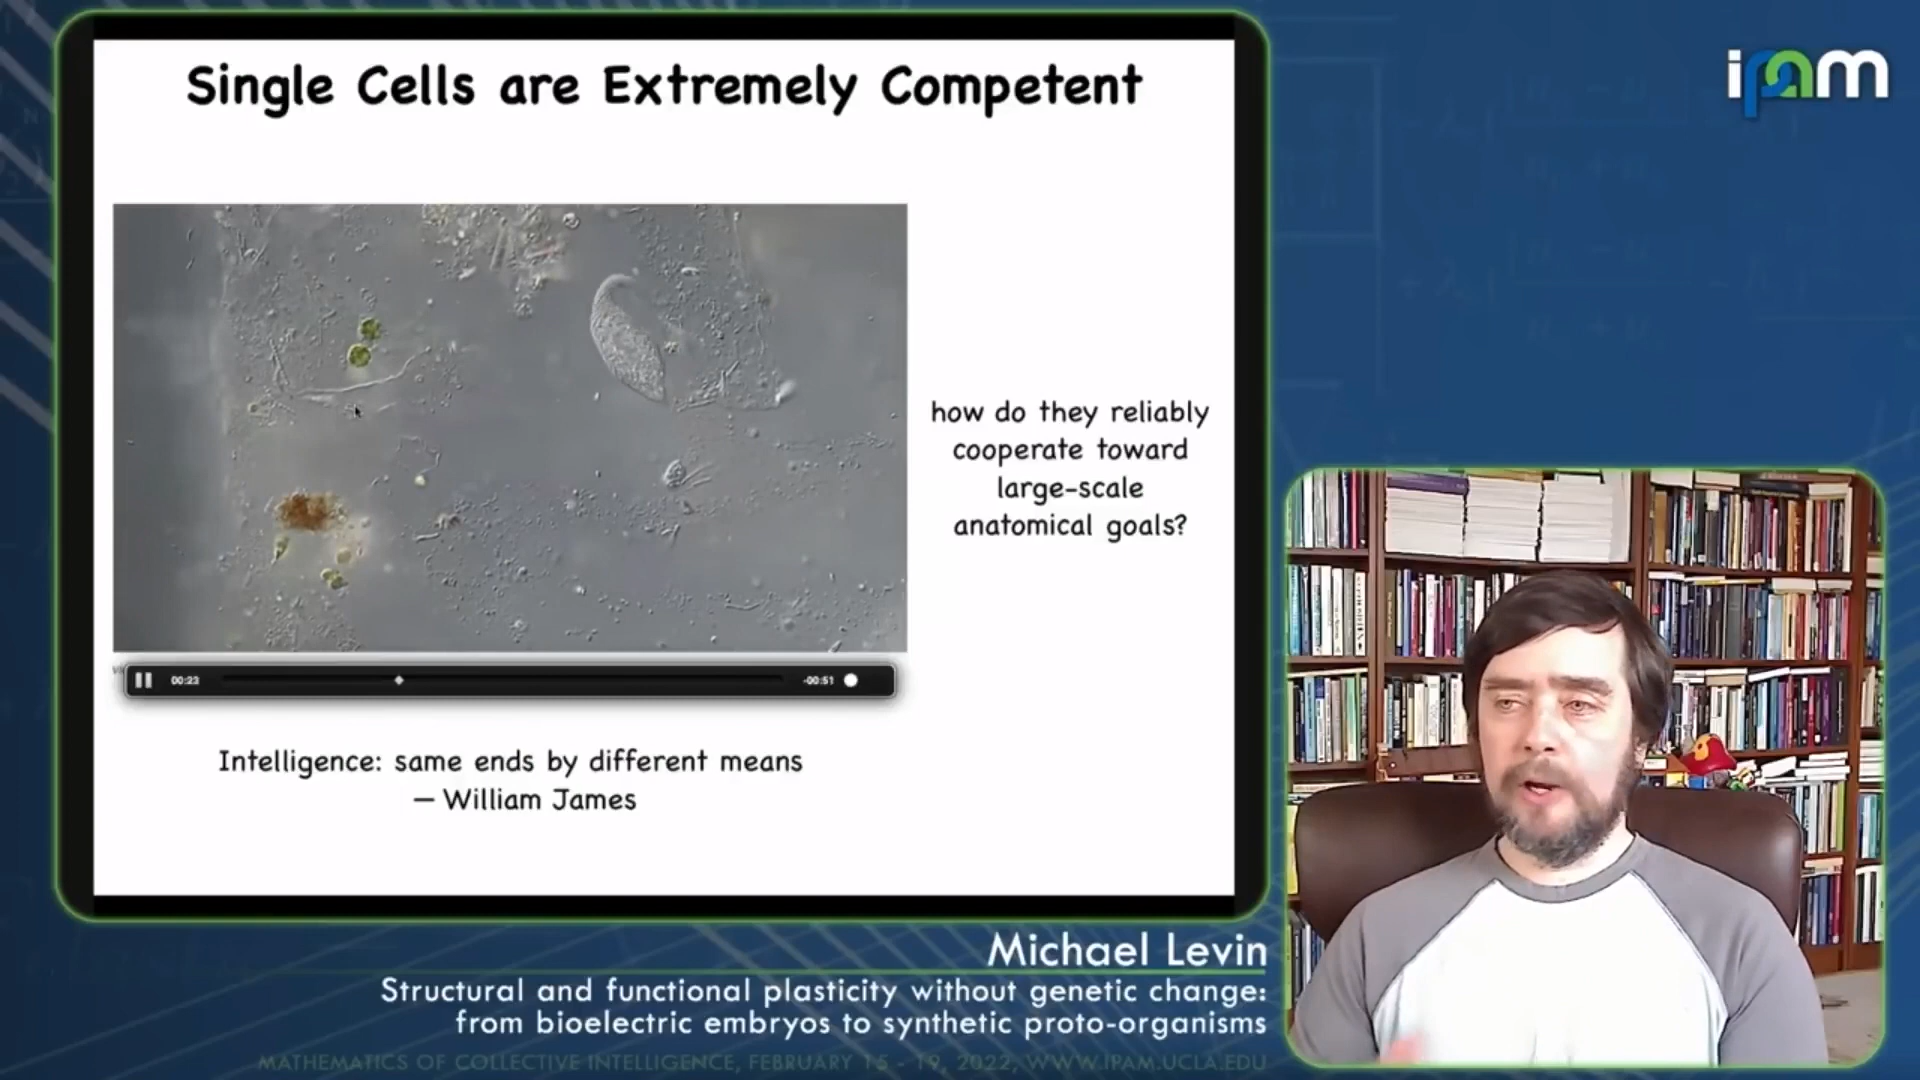 Single Cells are Extremely Competent
ipam
how do they reliably
cooperate toward
large-scale
anatomical goals?
00:23
-00:51
Intelligence: same ends by different means
– William James
Michael Levin
Structural and functional plasticity without genetic change:
from bioelectric embryos to synthetic proto-organisms
MATHEMATICS OF COLLECTIVE INTELLIGENCE, FEBRUARY 15 - 19, 2022, WWW.IPAM.UCLA.EDU